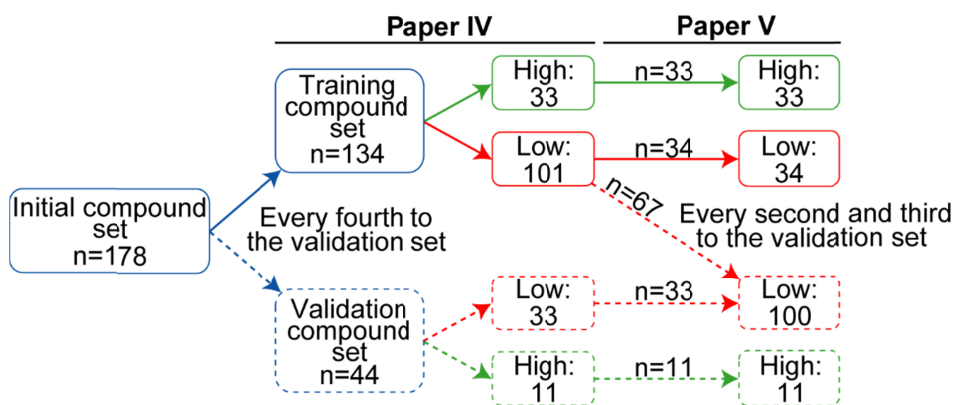 Paper IV
Paper V
Training
compound
set
n=134
High:
33
n=33
High:
33
Low:
101
n=34
Low:
34
n=67
Initial compound
set
n=178
Every fourth to
the validation set
Every second and third
to the validation set
Validation
compound
set
n=44
Low:
33
n=33
Low:
100
High:
11
n=11
High:
11